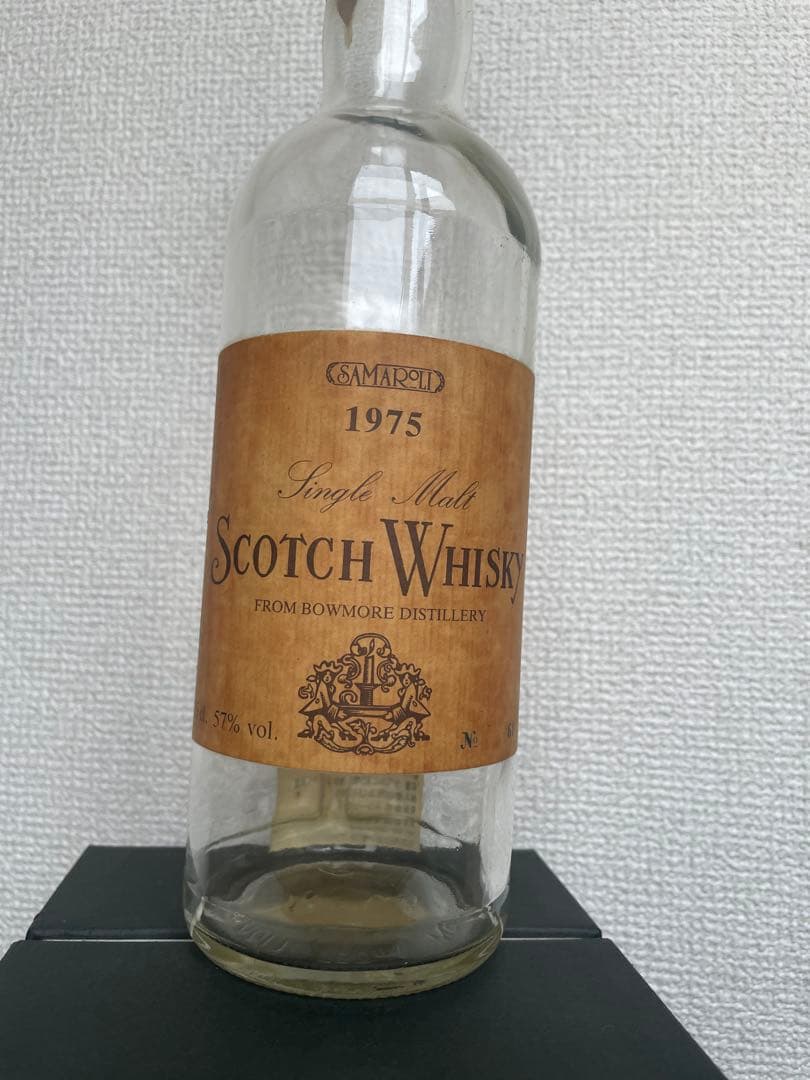 SAMAROLI
1975
Single Malt
SCOTCH WHISKY
FROM BOWMORE DISTILLERY
57% vol.
№